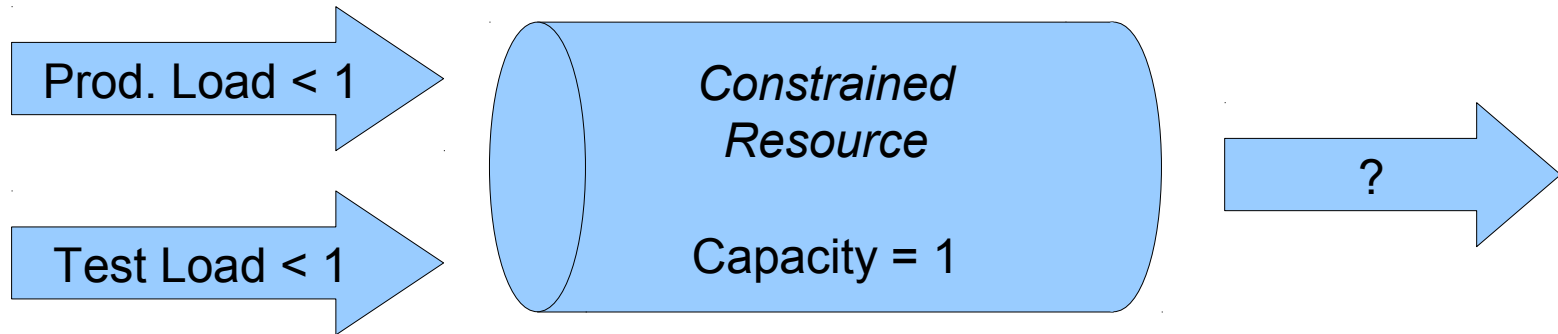 Prod. Load < 1
Test Load < 1
Constrained
Resource
Capacity = 1
?